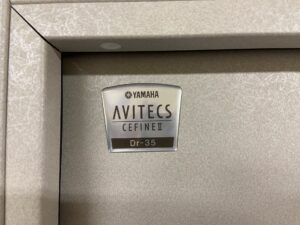 YAMAHA
AVITECS
CEFINE II
Dr-35